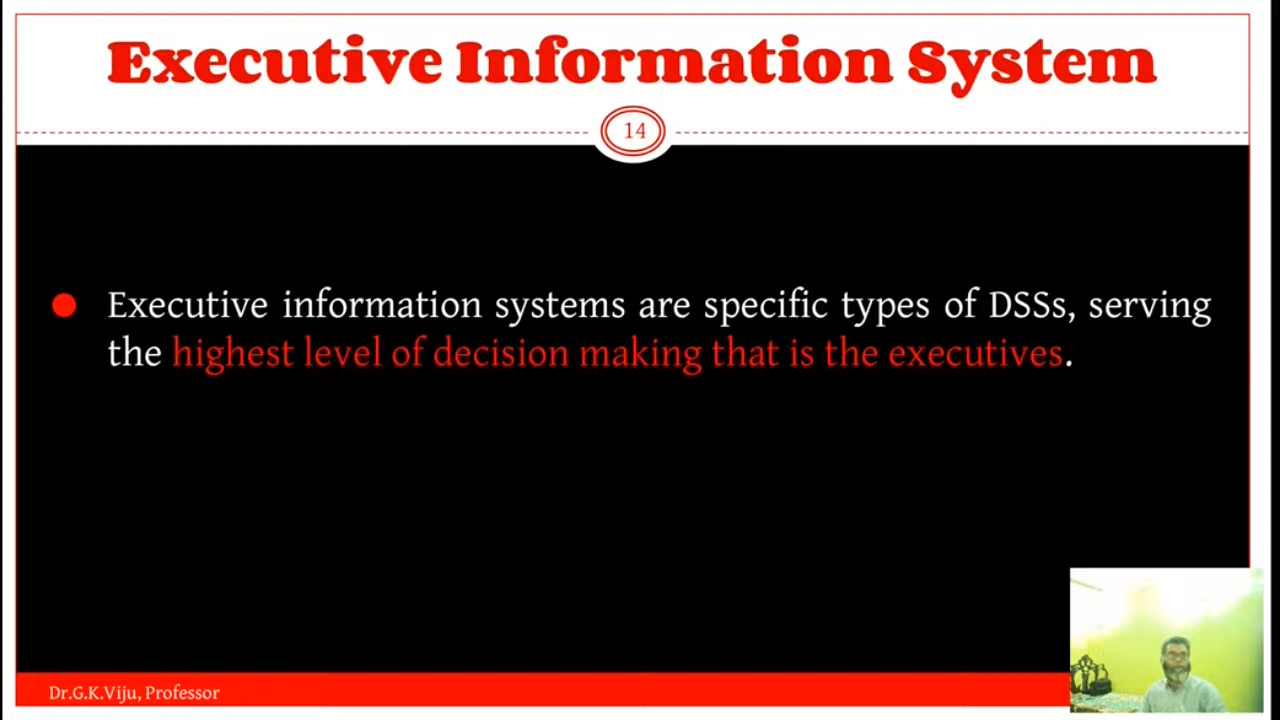 Executive Information System
14
Executive information systems are specific types of DSSs, serving
the highest level of decision making that is the executives.
Dr.G.K.Viju, Professor